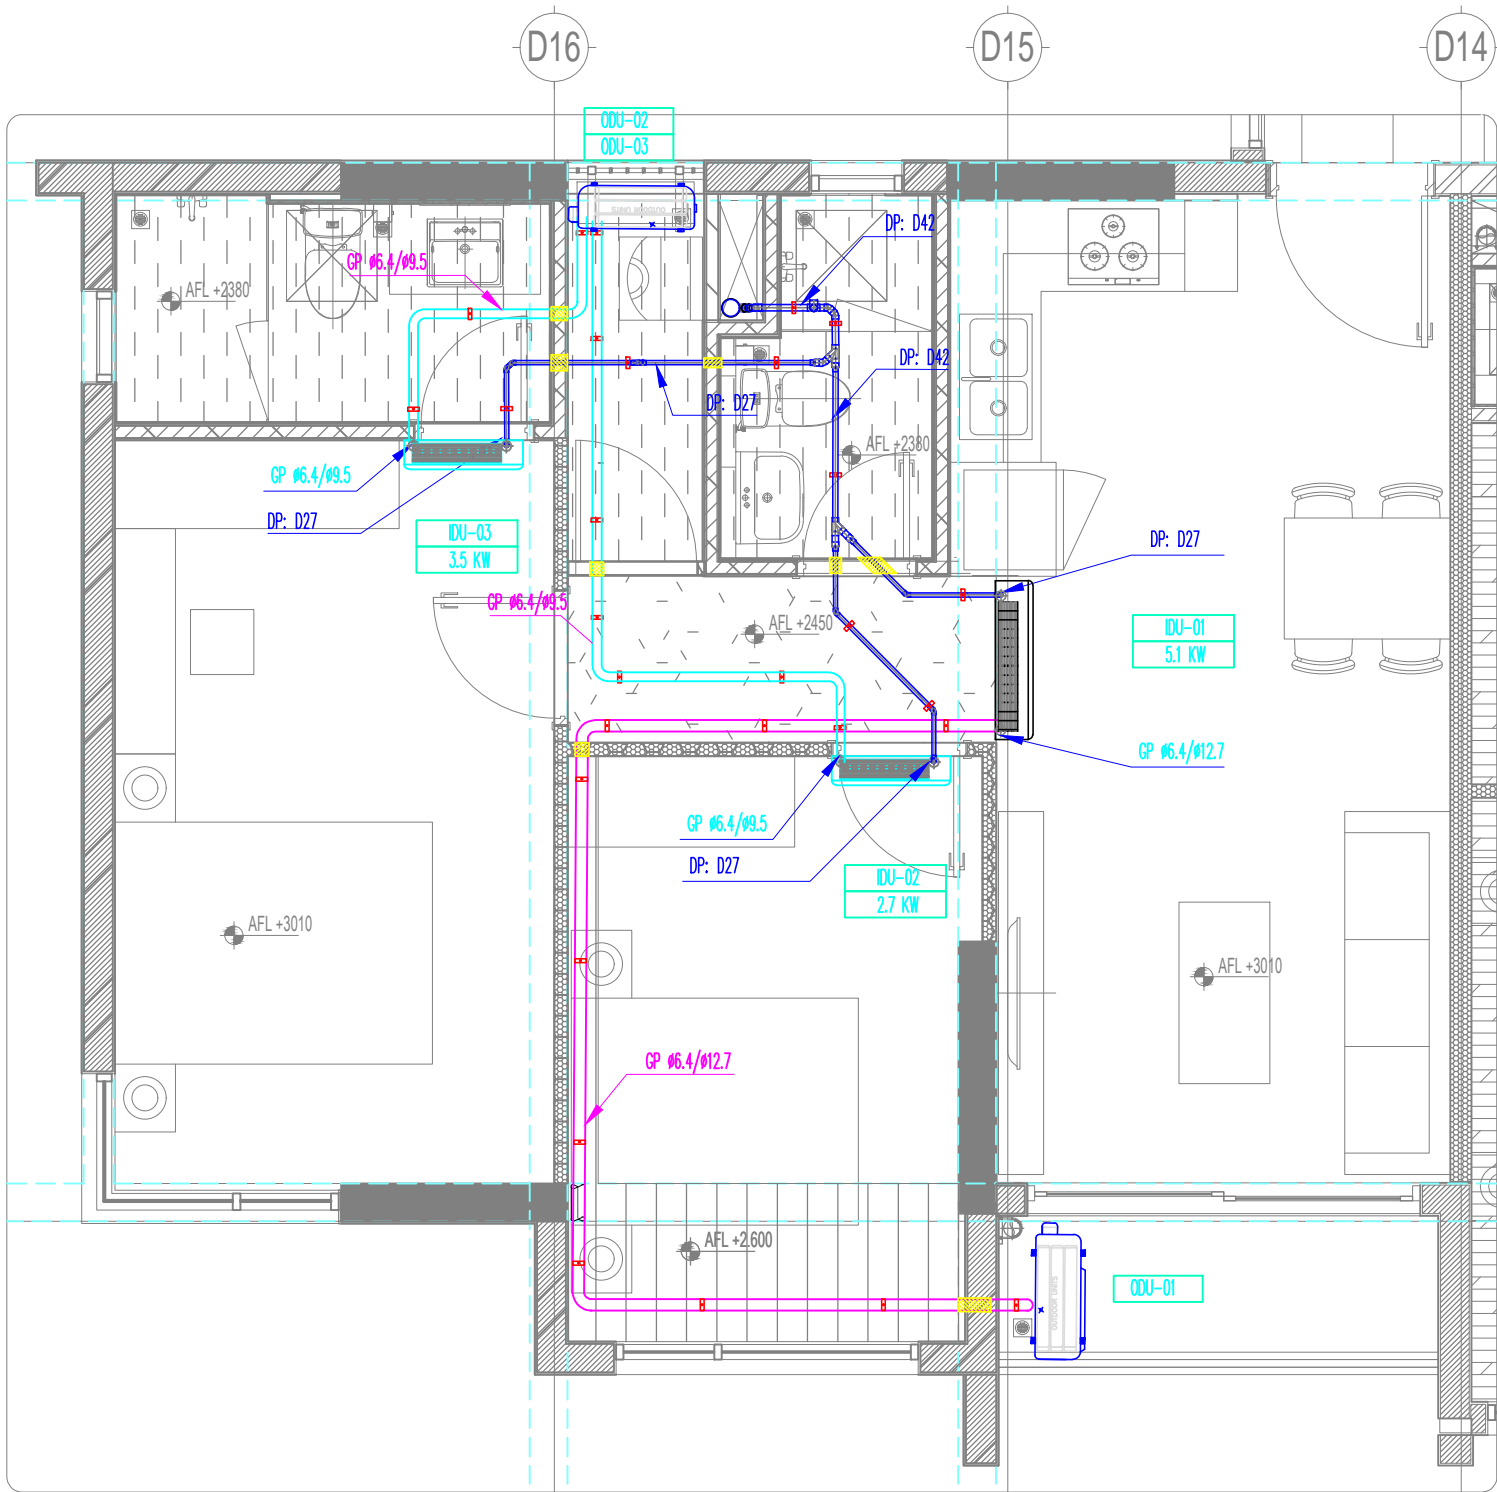 D16
D15
D14
ODU-02
ODU-03
OUTDOOR UNITS
DP: D42
GP ø6.4/ø9.5
AFL +2380
DP: D42
DP: D27
AFL +2380
GP ø6.4/ø9.5
DP: D27
IDU-03
3.5 KW
DP: D27
GP ø6.4/ø9.5
AFL +2450
IDU-01
5.1 KW
GP ø6.4/ø12.7
GP ø6.4/ø9.5
DP: D27
IDU-02
2.7 KW
AFL +3010
AFL +3010
GP ø6.4/ø12.7
AFL +2.600
OUTDOOR UNITS
ODU-01